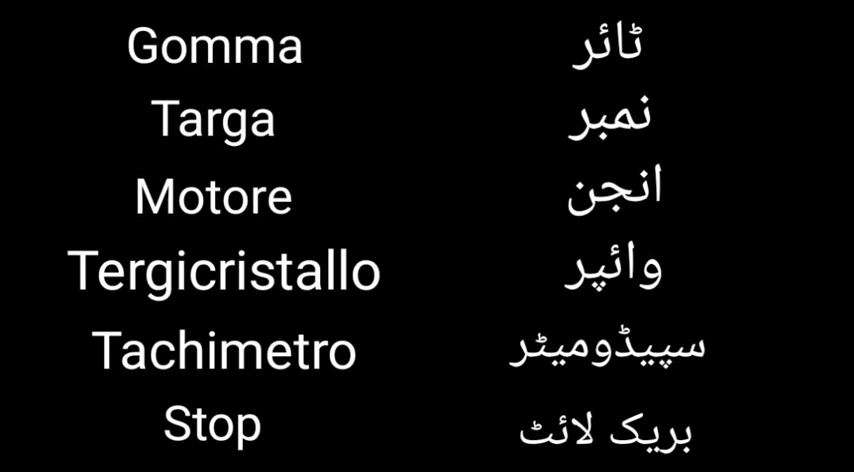 Gomma ٹائر
Targa نمبر
Motore انجن
Tergicristallo وائپر
Tachimetro سپیڈومیٹر
Stop بریک لائٹ